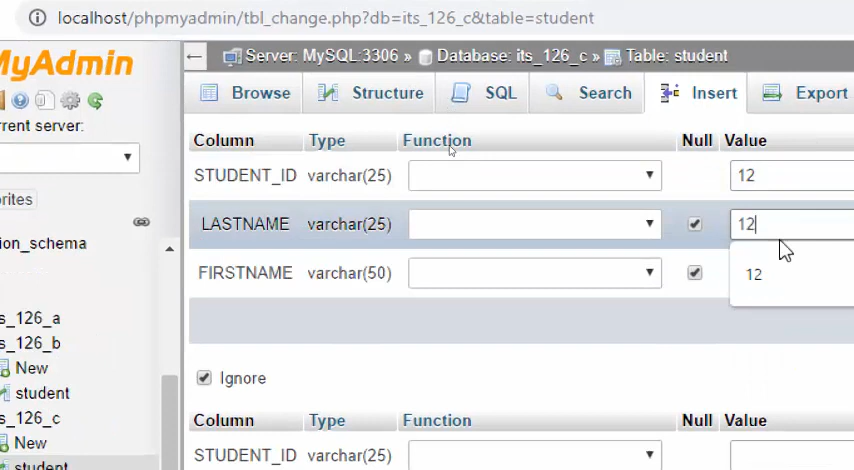 localhost/phpmyadmin/tbl_change.php?db=its_126_c&table=student
MyAdmin
Server: MySQL:3306 » Database: its_126_c » Table: student
Browse Structure SQL Search Insert Export
rrent server:
rites
ion_schema
s_126_a
s_126_b
New
student
s_126_c
New
student
Column Type Function Null Value
STUDENT_ID varchar(25) 12
LASTNAME varchar(25) 12
FIRSTNAME varchar(50)
12
Ignore
Column Type Function Null Value
STUDENT_ID varchar(25)